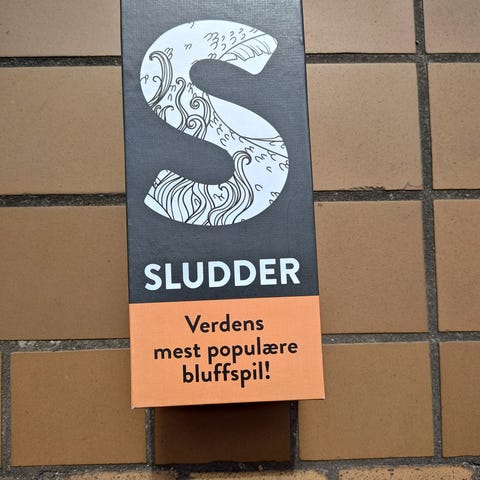 S
SLUDDER
Verdens
mest populære
bluffspil!